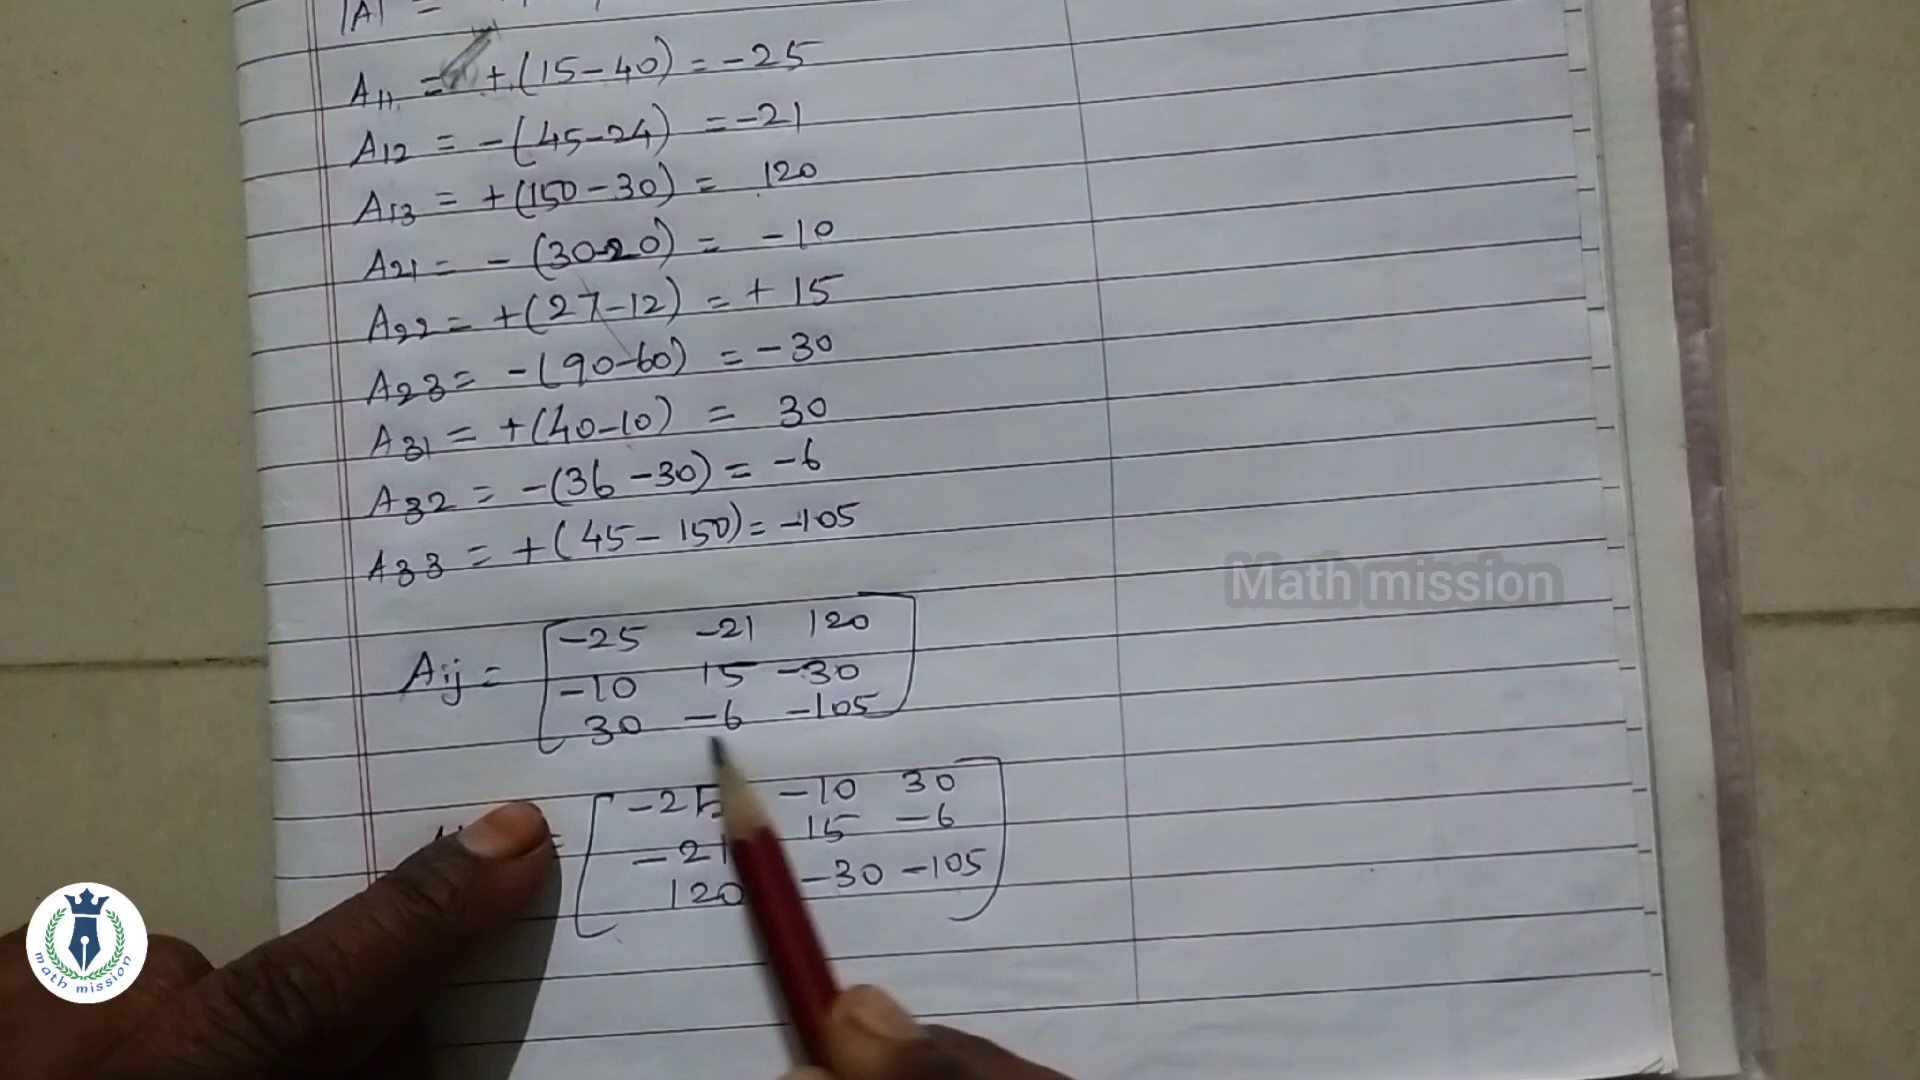 |A| =
A11 = +(15-40) = -25
A12 = -(45-24) = -21
A13 = +(150-30) = 120
A21 = -(30-20) = -10
A22 = +(27-12) = +15
A23 = -(90-60) = -30
A31 = +(40-10) = 30
A32 = -(36-30) = -6
A33 = +(45-150) = -105
Math mission
-25 -21 120
Aij = -10 15 -30
30 -6 -105
-25 -10 30
= -21 15 -6
120 -30 -105
math mission